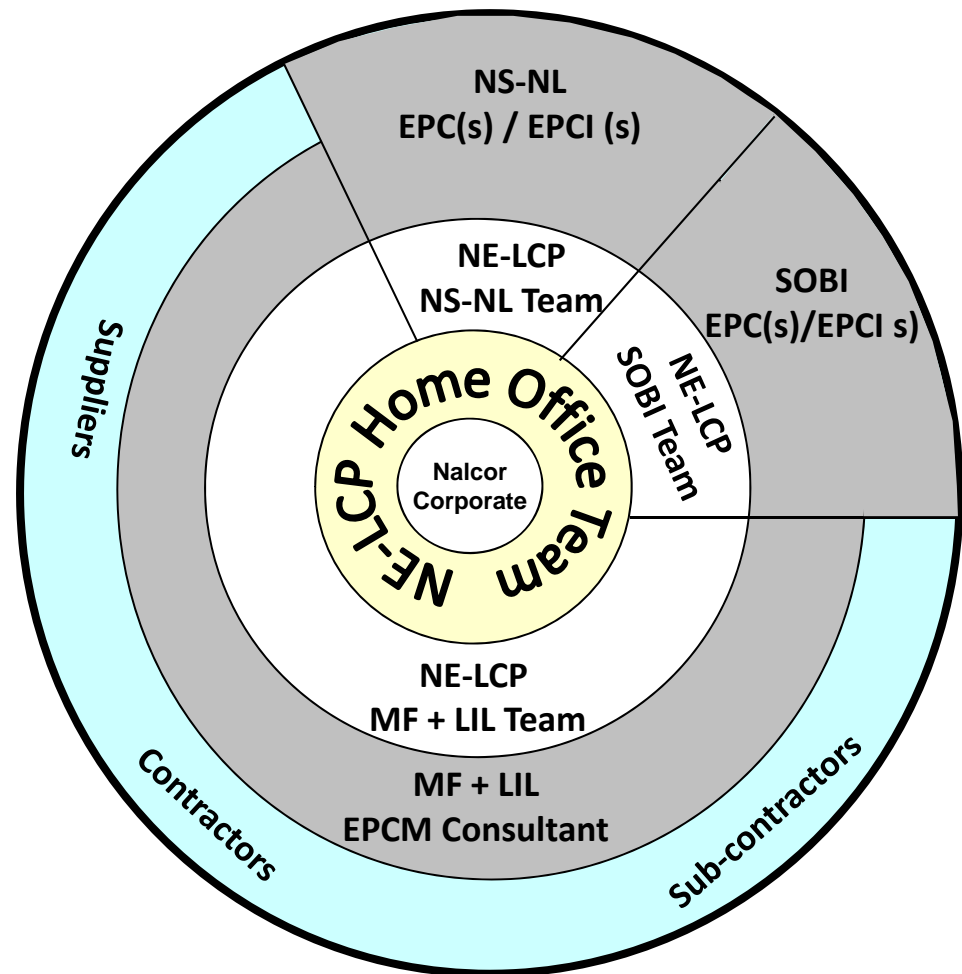 NS-NL
EPC(s) / EPCI (s)
SOBI
EPC(s)/EPCI s)
NE-LCP
NS-NL Team
NE-LCP
SOBI Team
Suppliers
NE-LCP Home Office Team
Nalcor
Corporate
NE-LCP
MF + LIL Team
MF + LIL
EPCM Consultant
Contractors
Sub-contractors